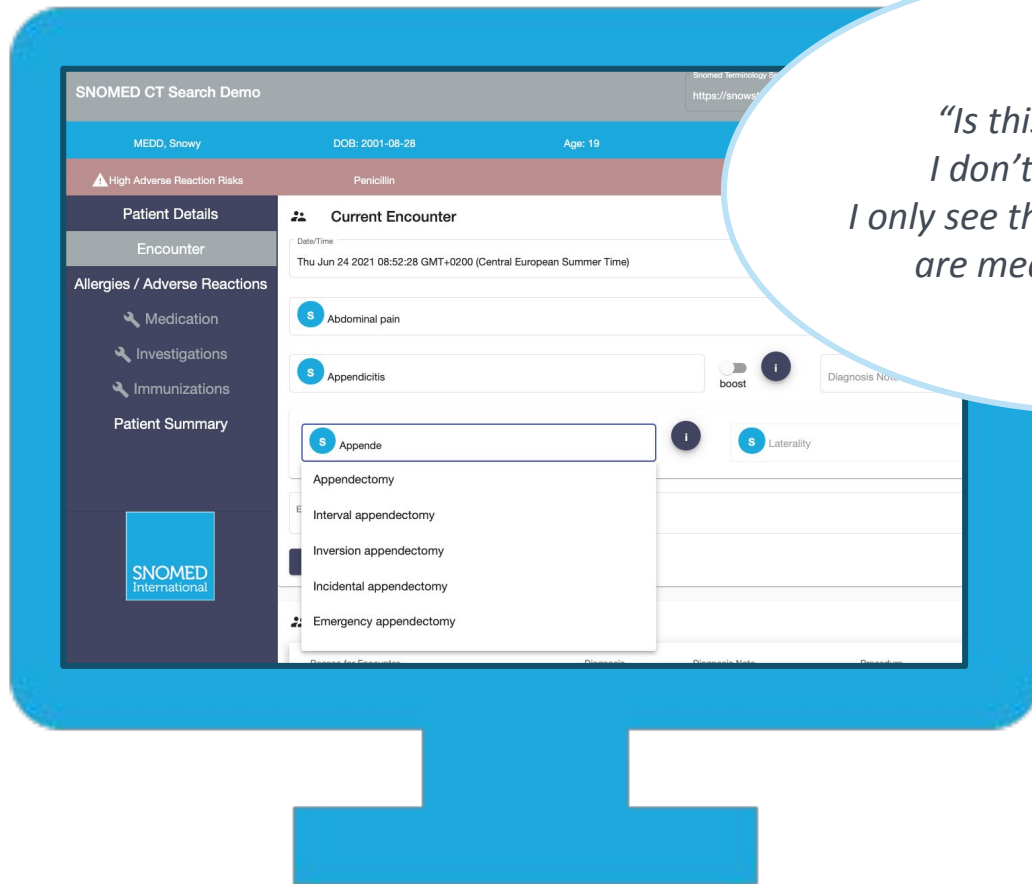 SNOMED CT Search Demo
Snomed Terminology
https://
MEDD, Snowy DOB: 2001-08-28 Age: 19
High Adverse Reaction Risks Penicillin
Patient Details
Encounter
Allergies / Adverse Reactions
Medication
Investigations
Immunizations
Patient Summary
SNOMED
International
Current Encounter
Date/Time
Thu Jun 24 2021 08:52:28 GMT+0200 (Central European Summer Time)
S Abdominal pain
S Appendicitis
boost
i
Diagnosis Note
S Appende
i
S Laterality
Appendectomy
Interval appendectomy
Inversion appendectomy
Incidental appendectomy
Emergency appendectomy
Reason for Encounter Diagnosis Diagnosis Note Procedure
“Is this
I don’t
I only see
are